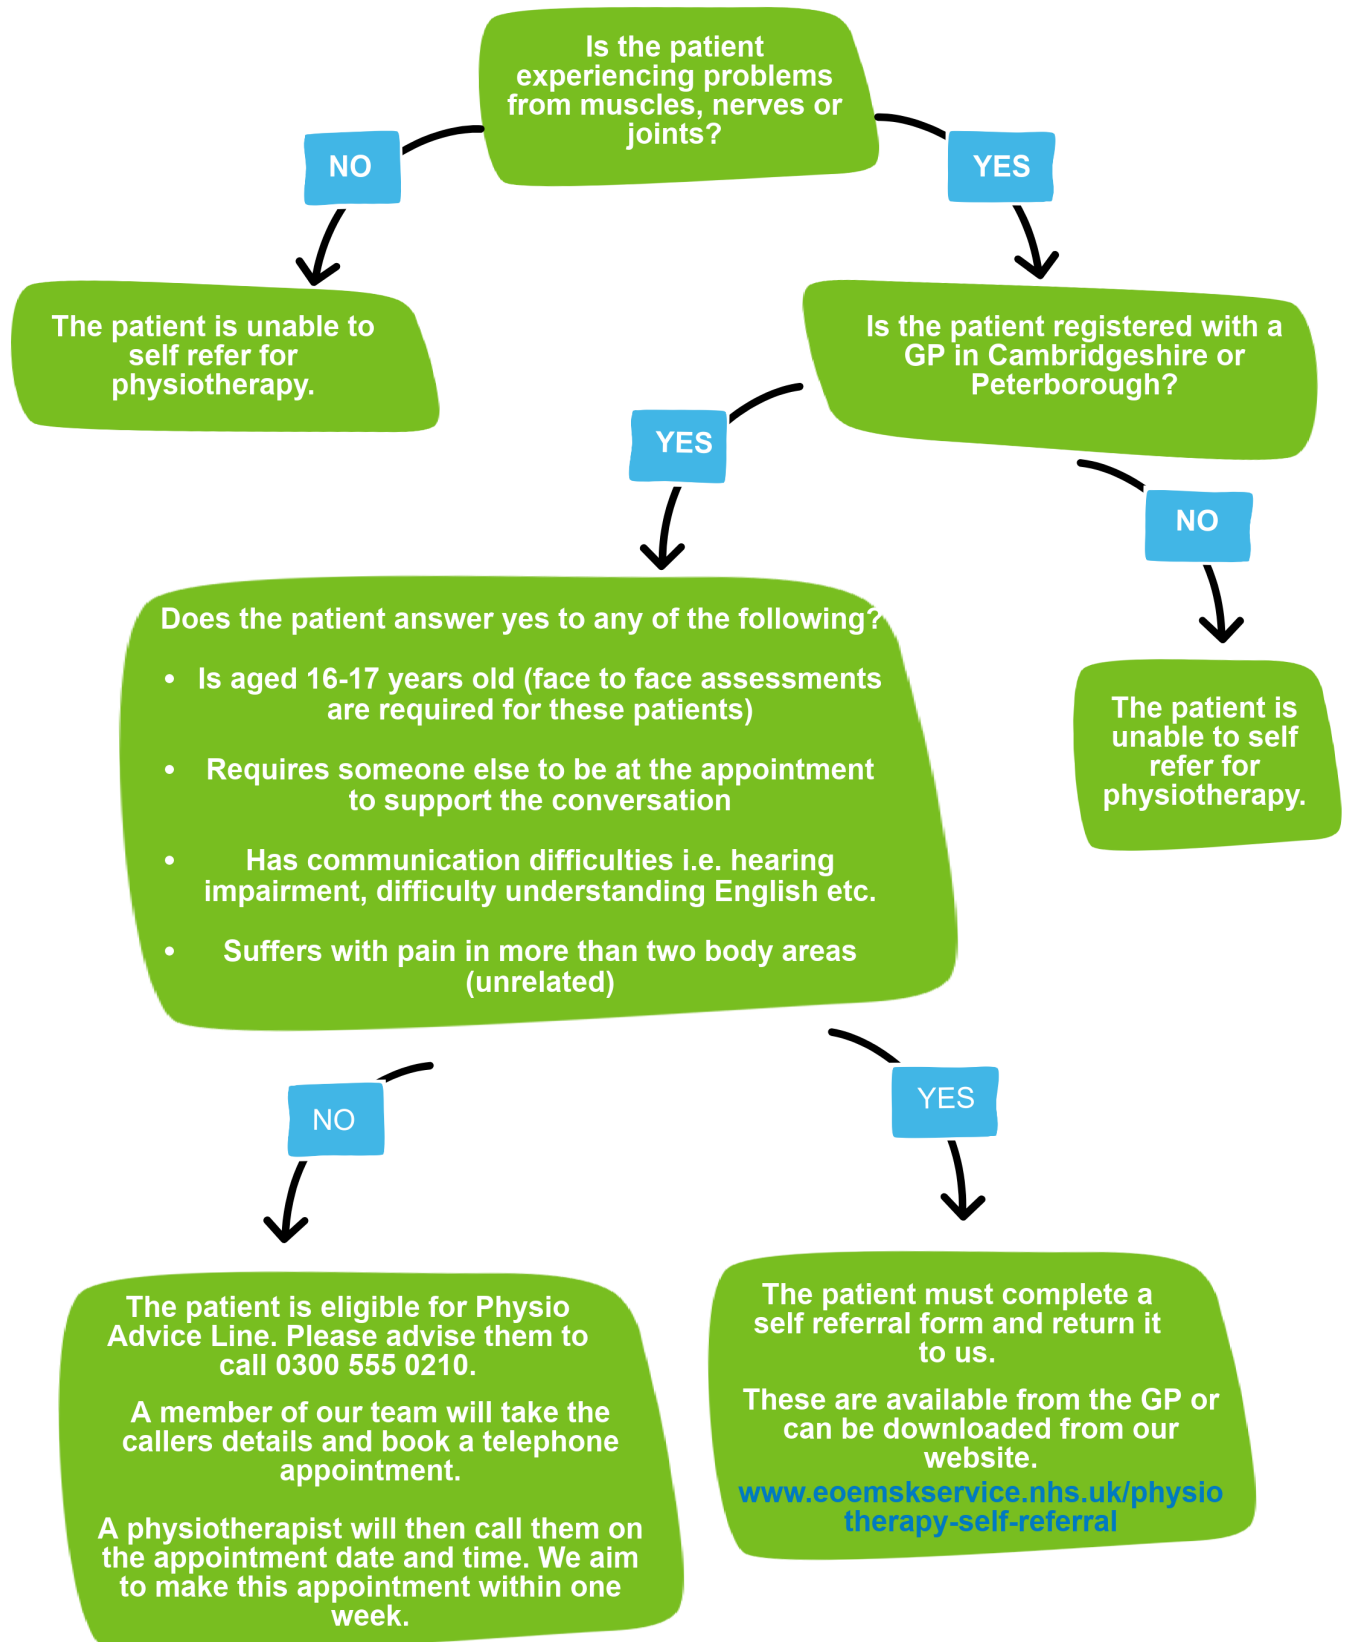 Is the patient
experiencing problems
from muscles, nerves or
joints?
NO
YES
The patient is unable to
self refer for
physiotherapy.
Is the patient registered with a
GP in Cambridgeshire or
Peterborough?
YES
NO
Does the patient answer yes to any of the following?
• Is aged 16-17 years old (face to face assessments
are required for these patients)
• Requires someone else to be at the appointment
to support the conversation
• Has communication difficulties i.e. hearing
impairment, difficulty understanding English etc.
• Suffers with pain in more than two body areas
(unrelated)
The patient is
unable to self
refer for
physiotherapy.
NO
YES
The patient is eligible for Physio
Advice Line. Please advise them to
call 0300 555 0210.
A member of our team will take the
callers details and book a telephone
appointment.
A physiotherapist will then call them on
the appointment date and time. We aim
to make this appointment within one
week.
The patient must complete a
self referral form and return it
to us.
These are available from the GP or
can be downloaded from our
website.
www.eoemskservice.nhs.uk/physio
therapy-self-referral